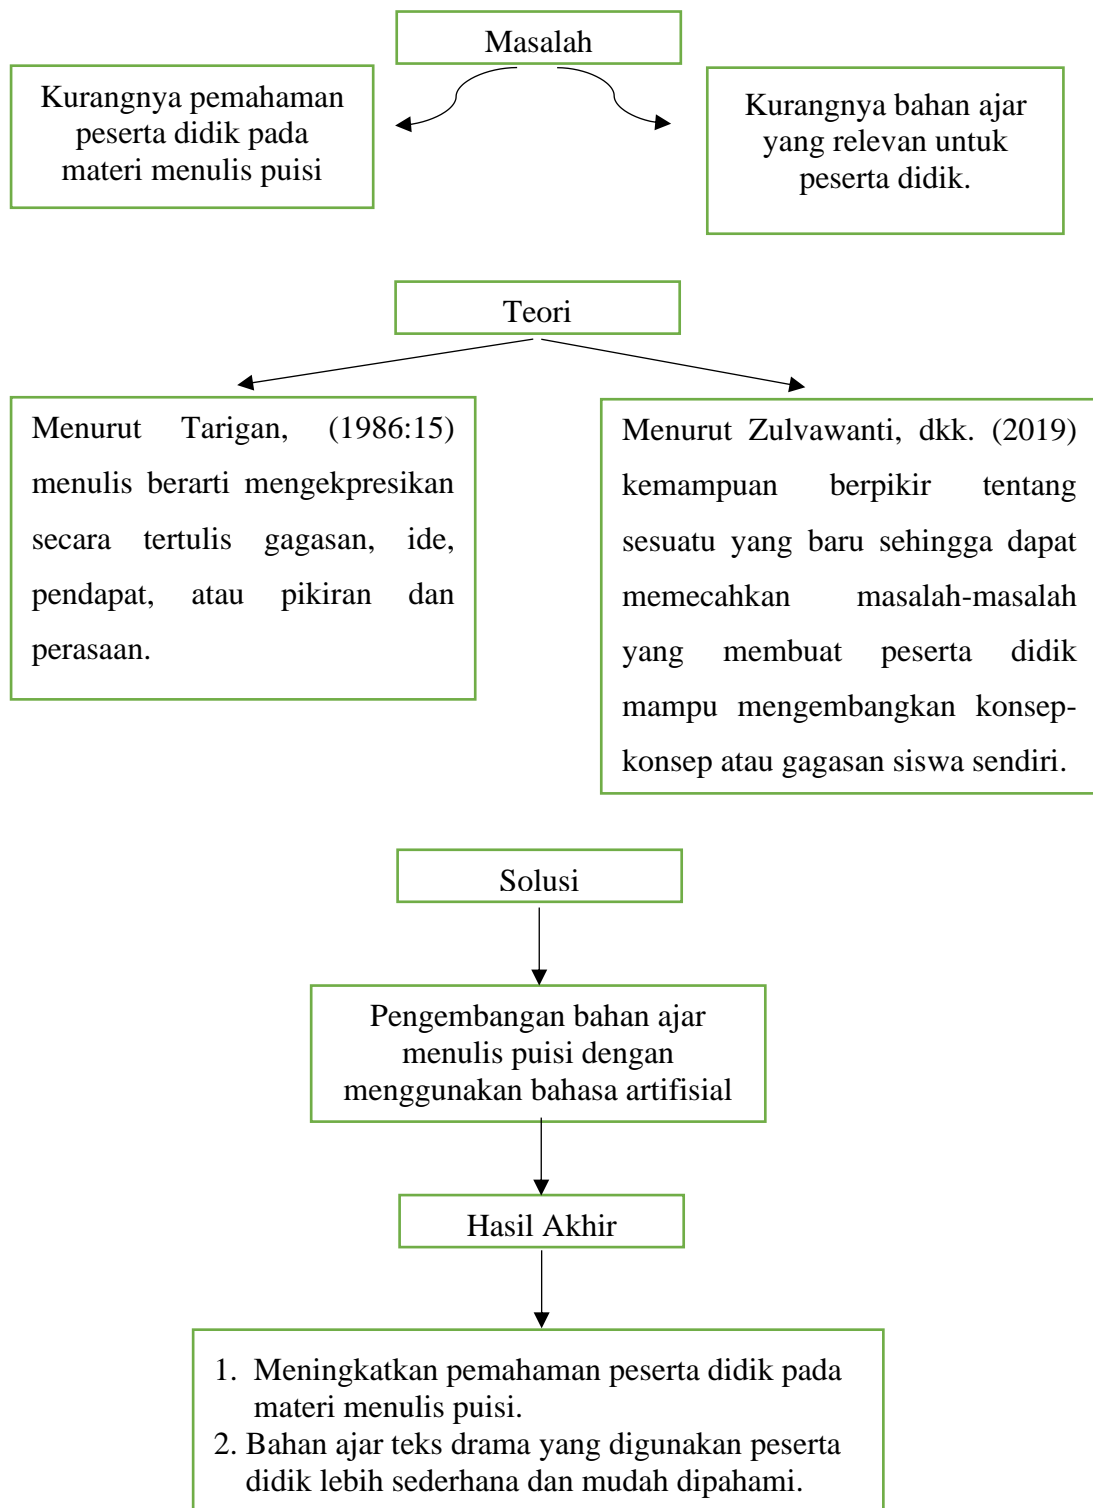 Masalah
Kurangnya pemahaman
peserta didik pada
materi menulis puisi
Kurangnya bahan ajar
yang relevan untuk
peserta didik.
Teori
Menurut Tarigan, (1986:15)
menulis berarti mengekpresikan
secara tertulis gagasan, ide,
pendapat, atau pikiran dan
perasaan.
Menurut Zulvawanti, dkk. (2019)
kemampuan berpikir tentang
sesuatu yang baru sehingga dapat
memecahkan masalah-masalah
yang membuat peserta didik
mampu mengembangkan konsep-
konsep atau gagasan siswa sendiri.
Solusi
Pengembangan bahan ajar
menulis puisi dengan
menggunakan bahasa artifisial
Hasil Akhir
1. Meningkatkan pemahaman peserta didik pada
materi menulis puisi.
2. Bahan ajar teks drama yang digunakan peserta
didik lebih sederhana dan mudah dipahami.